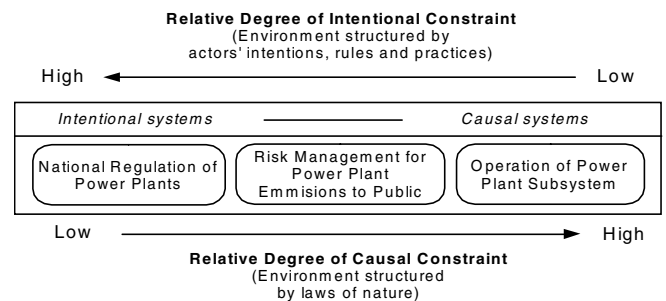 Relative Degree of Intentional Constraint
(Environment structured by
actors' intentions, rules and practices)
High Low
Intentional systems Causal systems
National Regulation of
Power Plants
Risk Management for
Power Plant
Emmisions to Public
Operation of Power
Plant Subsystem
Low High
Relative Degree of Causal Constraint
(Environment structured
by laws of nature)